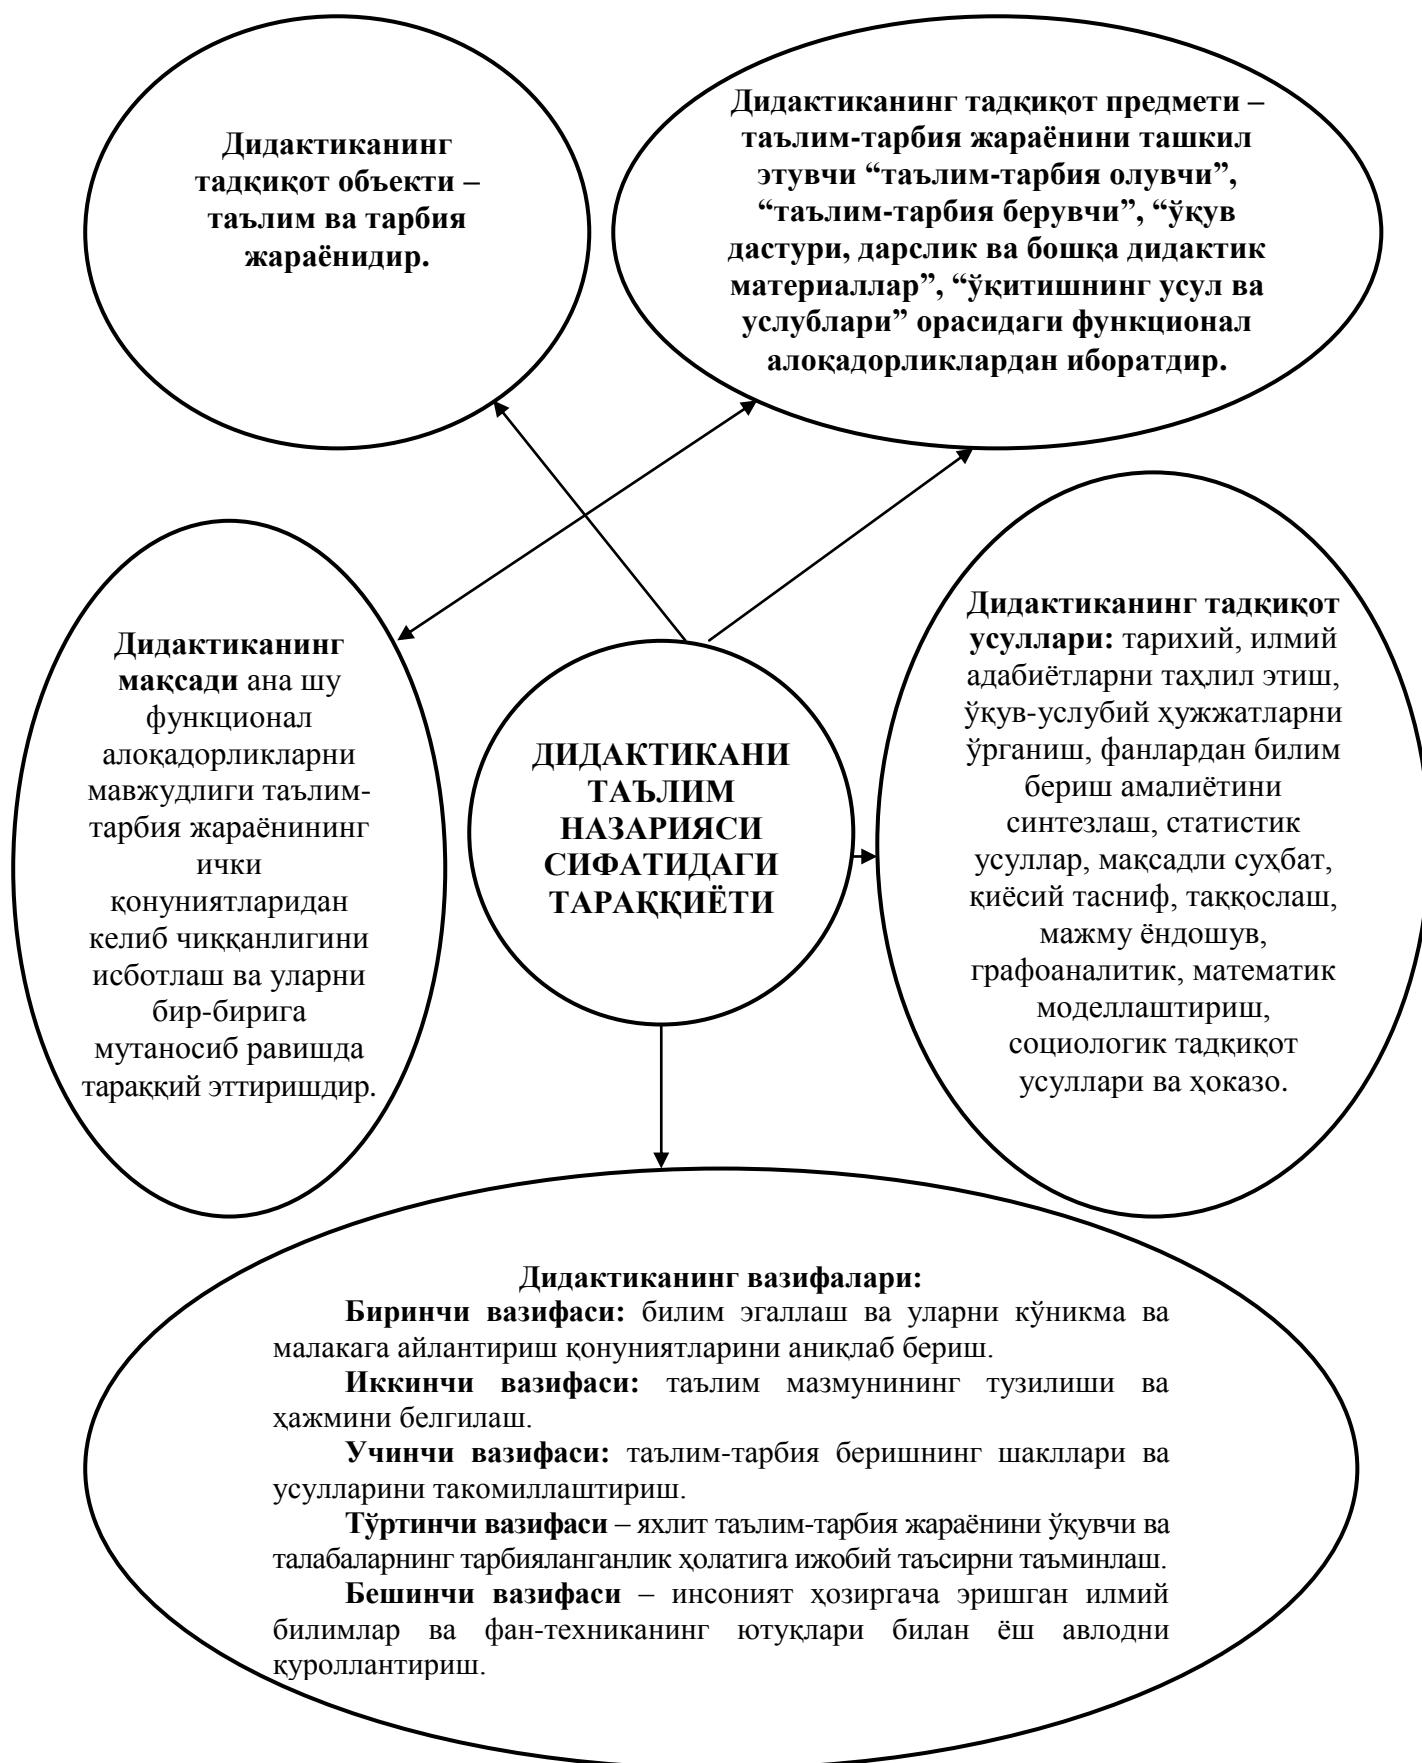 Дидактиканинг
тадқиқот объекти –
таълим ва тарбия
жараёнидир.
Дидактиканинг тадқиқот предмети –
таълим-тарбия жараёнини ташкил
этувчи “таълим-тарбия олувчи”,
“таълим-тарбия берувчи”, “ўқув
дастури, дарслик ва бошқа дидактик
материаллар”, “ўқитишнинг усул ва
услублари” орасидаги функционал
алоқадорликлардан иборатдир.
Дидактиканинг
мақсади ана шу
функционал
алоқадорликларни
мавжудлиги таълим-
тарбия жараёнининг
ички
қонуниятларидан
келиб чиққанлигини
исботлаш ва уларни
бир-бирига
мутаносиб равишда
тараққий эттиришдир.
ДИДАКТИКАНИ
ТАЪЛИМ
НАЗАРИЯСИ
СИФАТИДАГИ
ТАРАҚҚИЁТИ
Дидактиканинг тадқиқот
усуллари: тарихий, илмий
адабиётларни таҳлил этиш,
ўқув-услубий ҳужжатларни
ўрганиш, фанлардан билим
бериш амалиётини
синтезлаш, статистик
усуллар, мақсадли суҳбат,
қиёсий тасниф, таққослаш,
мажму ёндошув,
графоаналитик, математик
моделлаштириш,
социологик тадқиқот
усуллари ва ҳоказо.
Дидактиканинг вазифалари:
Биринчи вазифаси: билим эгаллаш ва уларни кўникма ва
малакага айлантириш қонуниятларини аниқлаб бериш.
Иккинчи вазифаси: таълим мазмунининг тузилиши ва
ҳажмини белгилаш.
Учинчи вазифаси: таълим-тарбия беришнинг шакллари ва
усулларини такомиллаштириш.
Тўртинчи вазифаси – яхлит таълим-тарбия жараёнини ўқувчи ва
талабаларнинг тарбияланганлик ҳолатига ижобий таъсирни таъминлаш.
Бешинчи вазифаси – инсоният ҳозиргача эришган илмий
билимлар ва фан-техниканинг ютуқлари билан ёш авлодни
қуроллантириш.